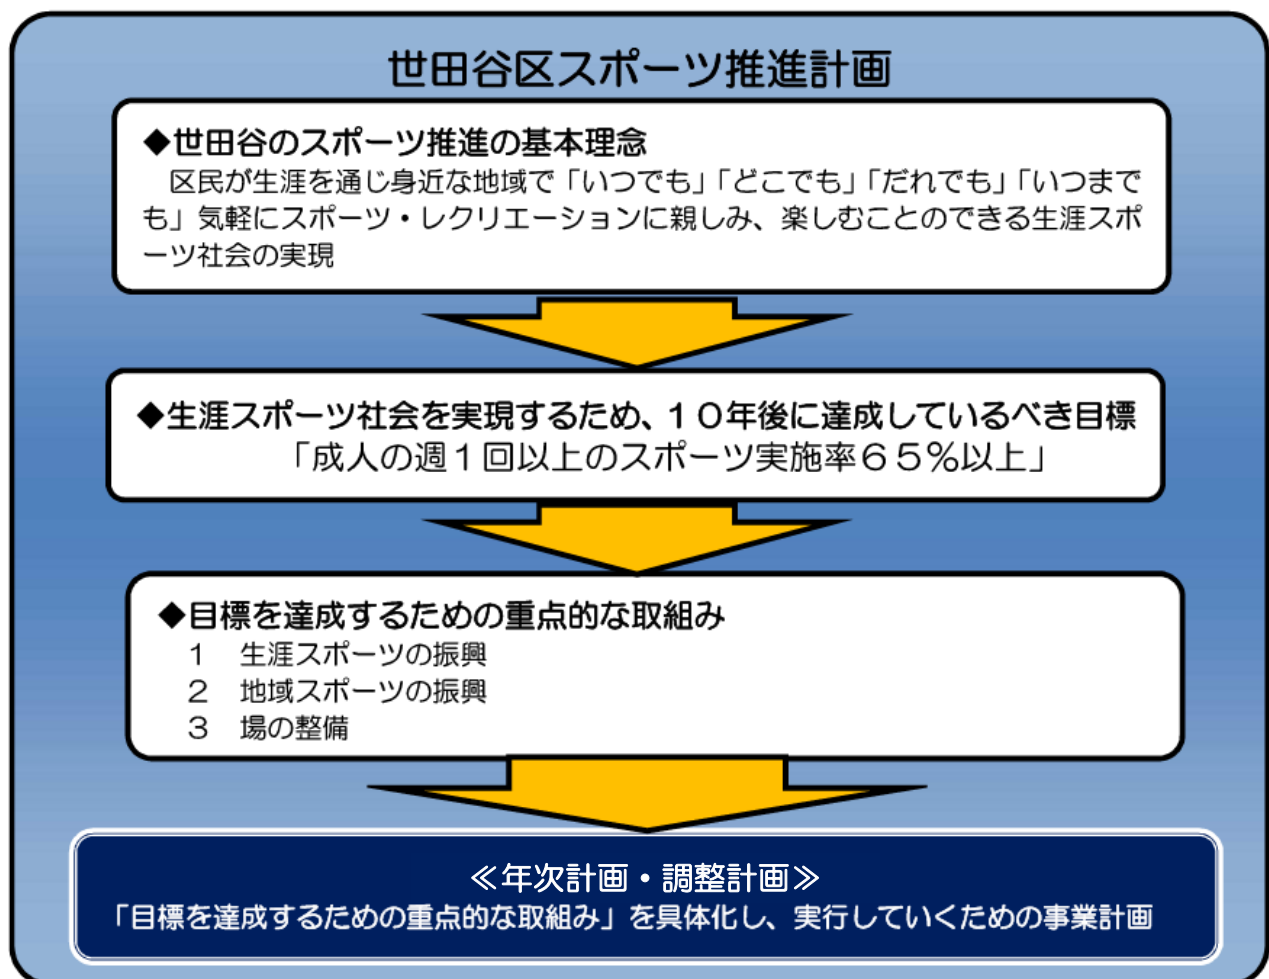 世田谷区スポーツ推進計画
◆世田谷のスポーツ推進の基本理念
　区民が生涯を通じ身近な地域で「いつでも」「どこでも」「だれでも」「いつまで
も」気軽にスポーツ・レクリエーションに親しみ、楽しむことのできる生涯スポ
ーツ社会の実現
◆生涯スポーツ社会を実現するため、１０年後に達成しているべき目標
「成人の週１回以上のスポーツ実施率６５％以上」
◆目標を達成するための重点的な取組み
１　生涯スポーツの振興
２　地域スポーツの振興
３　場の整備
≪年次計画・調整計画≫
「目標を達成するための重点的な取組み」を具体化し、実行していくための事業計画